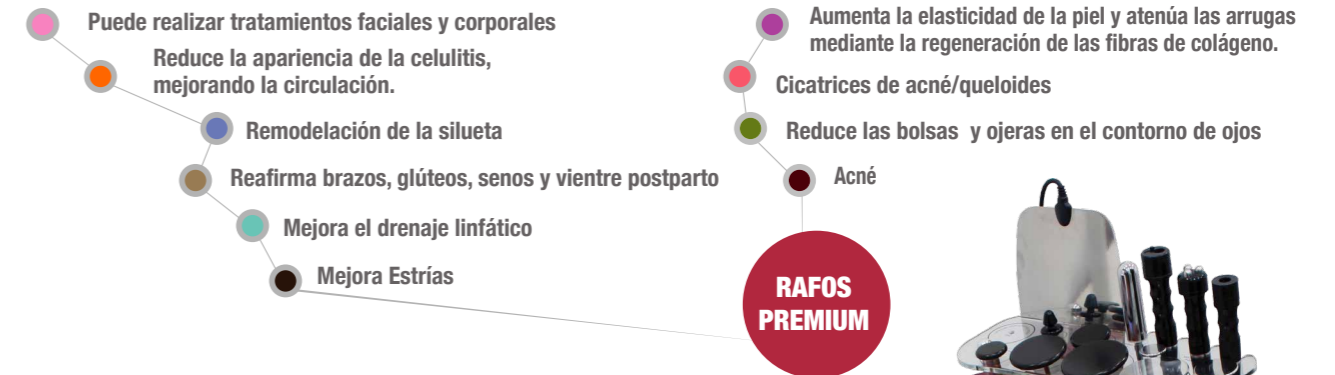 Puede realizar tratamientos faciales y corporales
Reduce la apariencia de la celulitis,
mejorando la circulación.
Remodelación de la silueta
Reafirma brazos, glúteos, senos y vientre postparto
Mejora el drenaje linfático
Mejora Estrías
Aumenta la elasticidad de la piel y atenúa las arrugas
mediante la regeneración de las fibras de colágeno.
Cicatrices de acné/queloides
Reduce las bolsas  y ojeras en el contorno de ojos
Acné
RAFOS
PREMIUM